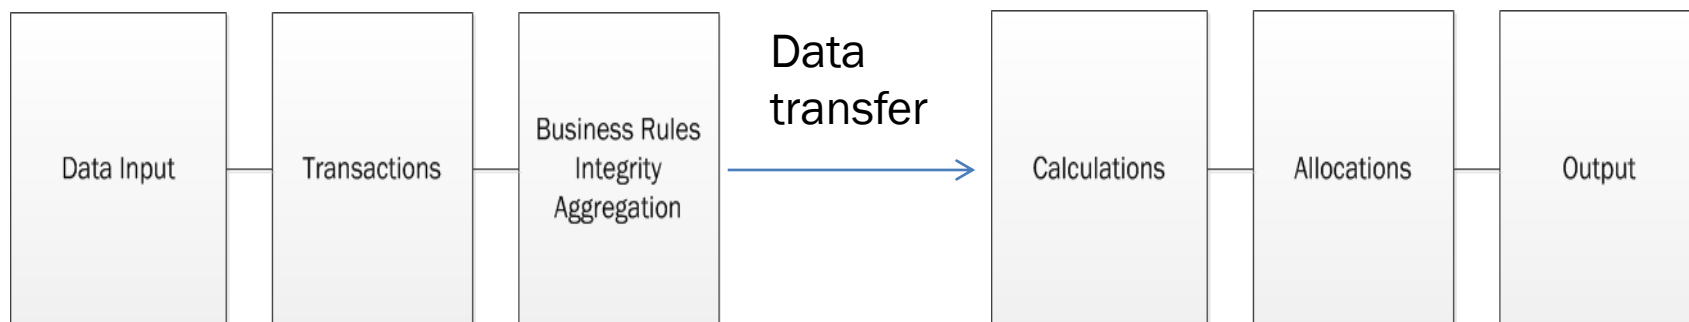 Data Input
Transactions
Business Rules
Integrity
Aggregation
Data
transfer
Calculations
Allocations
Output